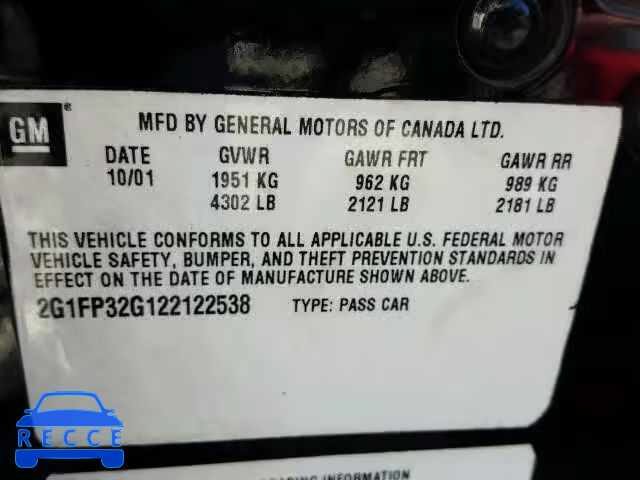 GM ® MFD BY GENERAL MOTORS OF CANADA LTD.
DATE GVWR GAWR FRT GAWR RR
10/01 1951 KG 962 KG 989 KG
4302 LB 2121 LB 2181 LB
THIS VEHICLE CONFORMS TO ALL APPLICABLE U.S. FEDERAL MOTOR
VEHICLE SAFETY, BUMPER, AND THEFT PREVENTION STANDARDS IN
EFFECT ON THE DATE OF MANUFACTURE SHOWN ABOVE.
2G1FP32G122122538 TYPE: PASS CAR
RECCE
INFORMATION